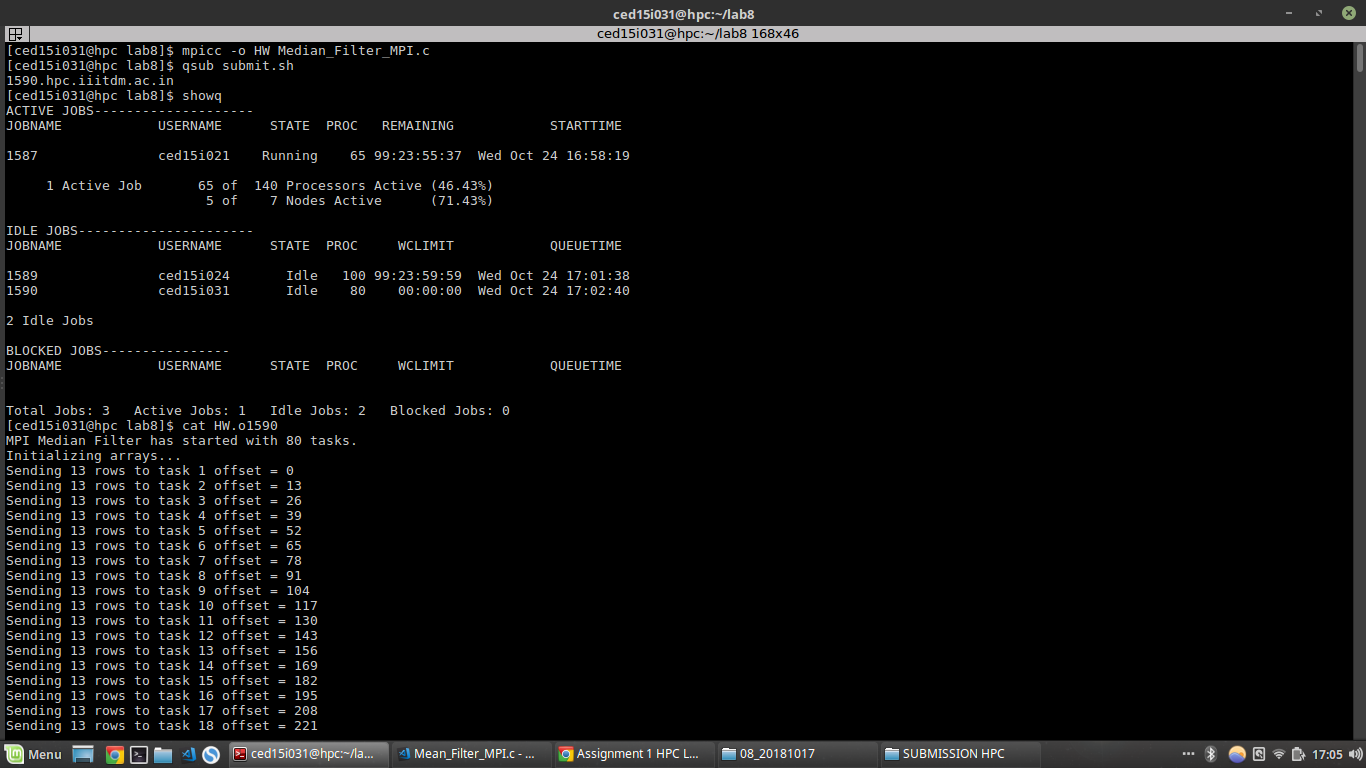 ced15i031@hpc:~/lab8
ced15i031@hpc:~/lab8 168x46
[ced15i031@hpc lab8]$ mpicc -o HW Median_Filter_MPI.c
[ced15i031@hpc lab8]$ qsub submit.sh
1590.hpc.iiitdm.ac.in
[ced15i031@hpc lab8]$ showq
ACTIVE JOBS--------------------
JOBNAME            USERNAME      STATE  PROC   REMAINING            STARTTIME
1587               ced15i021    Running    65 99:23:55:37  Wed Oct 24 16:58:19
     1 Active Job       65 of  140 Processors Active (46.43%)
                         5 of    7 Nodes Active      (71.43%)
IDLE JOBS----------------------
JOBNAME            USERNAME      STATE  PROC     WCLIMIT            QUEUETIME
1589               ced15i024       Idle   100 99:23:59:59  Wed Oct 24 17:01:38
1590               ced15i031       Idle    80    00:00:00  Wed Oct 24 17:02:40
2 Idle Jobs
BLOCKED JOBS----------------
JOBNAME            USERNAME      STATE  PROC     WCLIMIT            QUEUETIME
Total Jobs: 3   Active Jobs: 1   Idle Jobs: 2   Blocked Jobs: 0
[ced15i031@hpc lab8]$ cat HW.o1590
MPI Median Filter has started with 80 tasks.
Initializing arrays...
Sending 13 rows to task 1 offset = 0
Sending 13 rows to task 2 offset = 13
Sending 13 rows to task 3 offset = 26
Sending 13 rows to task 4 offset = 39
Sending 13 rows to task 5 offset = 52
Sending 13 rows to task 6 offset = 65
Sending 13 rows to task 7 offset = 78
Sending 13 rows to task 8 offset = 91
Sending 13 rows to task 9 offset = 104
Sending 13 rows to task 10 offset = 117
Sending 13 rows to task 11 offset = 130
Sending 13 rows to task 12 offset = 143
Sending 13 rows to task 13 offset = 156
Sending 13 rows to task 14 offset = 169
Sending 13 rows to task 15 offset = 182
Sending 13 rows to task 16 offset = 195
Sending 13 rows to task 17 offset = 208
Sending 13 rows to task 18 offset = 221
Menu ced15i031@hpc:~/la... Mean_Filter_MPI.c - ... Assignment 1 HPC L... 08_20181017 SUBMISSION HPC 17:05